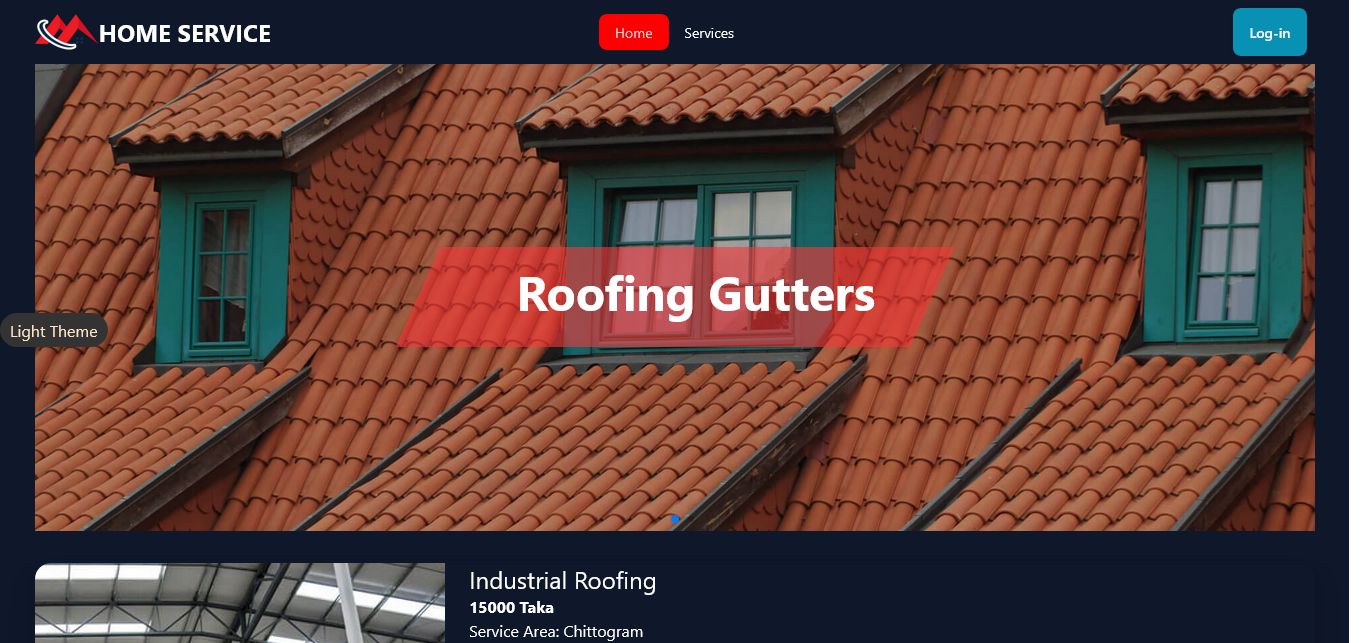 HOME SERVICE
Home
Services
Log-in
Roofing Gutters
Light Theme
Industrial Roofing
15000 Taka
Service Area: Chittogram